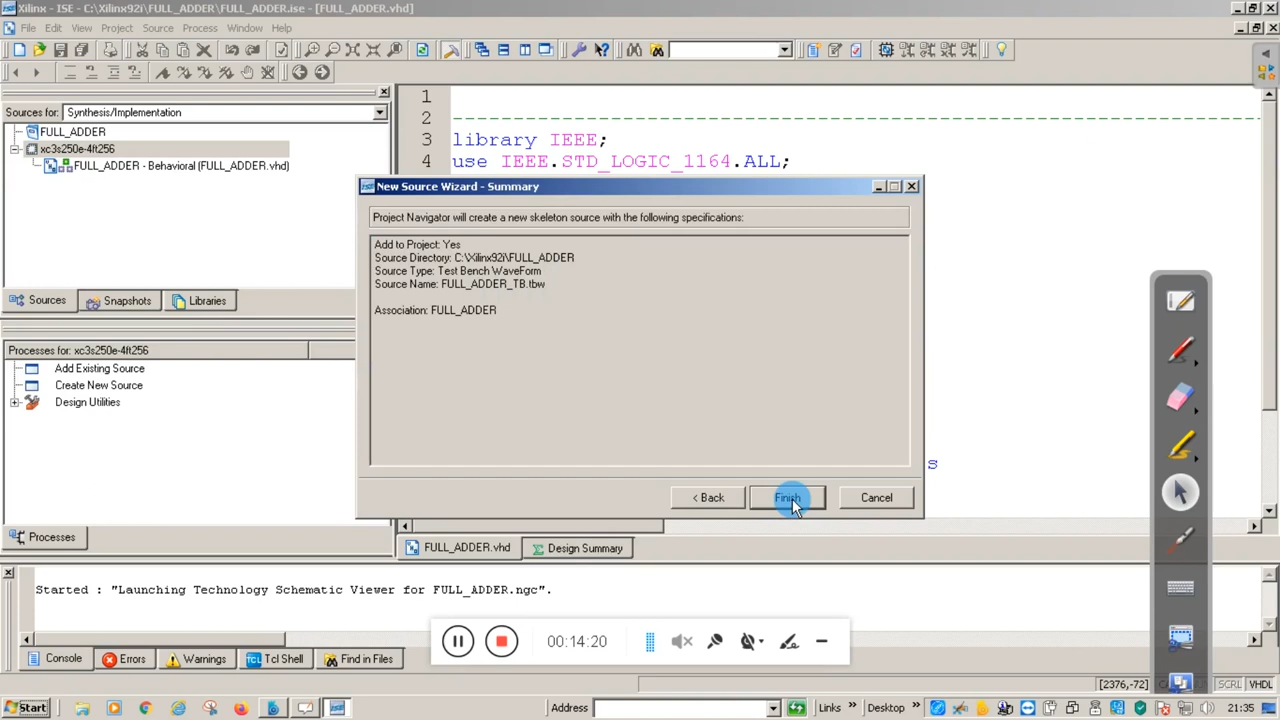 Xilinx - ISE - C:\Xilinx92i\FULL_ADDER\FULL_ADDER.ise - [FULL_ADDER.vhd]
File Edit View Project Source Process Window Help
Sources for: Synthesis/Implementation
FULL_ADDER
xc3s250e-4ft256
FULL_ADDER - Behavioral (FULL_ADDER.vhd)
Sources Snapshots Libraries
Processes for: xc3s250e-4ft256
Add Existing Source
Create New Source
Design Utilities
Processes
1
2 ----------------------------------------------------------
3 library IEEE;
4 use IEEE.STD_LOGIC_1164.ALL;
s
ISE New Source Wizard - Summary
Project Navigator will create a new skeleton source with the following specifications:
Add to Project: Yes
Source Directory: C:\Xilinx92i\FULL_ADDER
Source Type: Test Bench WaveForm
Source Name: FULL_ADDER_TB.tbw
Association: FULL_ADDER
< Back Finish Cancel
FULL_ADDER.vhd Design Summary
Started : "Launching Technology Schematic Viewer for FULL_ADDER.ngc".
00:14:20
Console Errors Warnings TCL Tcl Shell Find in Files
[2376,-72] SCRL VHDL
Start Address Links » Desktop » 21:35